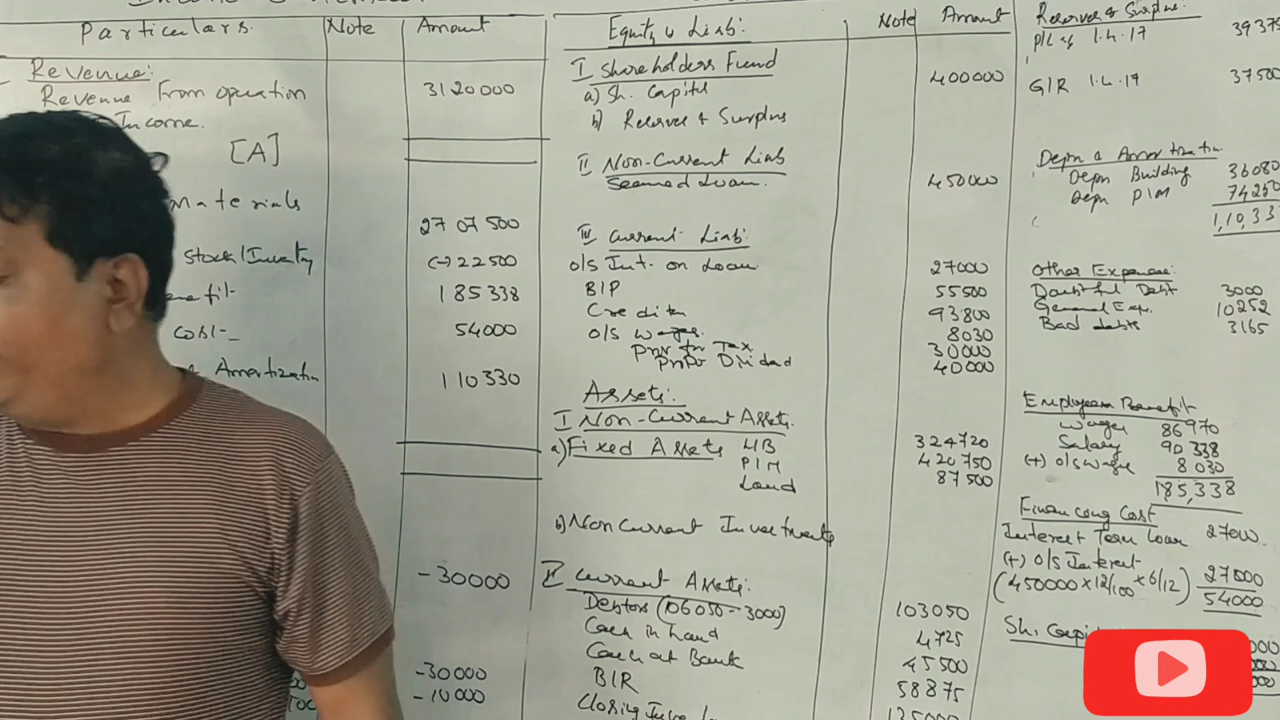 Particulars. Note Amount
Revenue:
Revenue From operation 3120000
Income.
[A]
Materials
2707500
stock/Inventory (-) 22500
185338
cost- 54000
& Amortization 110330
-30000
-30000
-10000
Equity & Liab: Note Amount
I Shareholders Fund
a) Sh. Capital 400000
b) Reserves & Surplus
II Non-Current Liab
Secured Loan. 450000
III Current Liab:
o/s Int. on Loan 27000
B/P 55500
Creditors 93800
o/s wages. 8030
Prov for Tax 30000
Prop Dividend 40000
Assets:
I Non-Current Assets.
a) Fixed Assets L/B 324720
P/M 420750
Land 87500
b) Non Current Investments
II Current Assets:
Debtors (106050-3000) 103050
Cash in hand 4725
Cash at Bank 45500
B/R 58875
Closing
Reserves & Surplus.
P/L as 1.4.17 39375
G/R 1.4.17 37500
Depn & Amortization
Depn Building 36080
Depn P/M 74250
1,10,33
Other Expense:
Doubtful Debt 3000
General Exp. 10252
Bad debts 3165
Employee Benefit
wages 86970
Salary 90338
(+) o/s wages 8030
185,338
Financing Cost
Interest Term Loan 27000.
(+) o/s Interest
(450000 x 12/100 x 6/12) 27000
54000
Sh. Capital